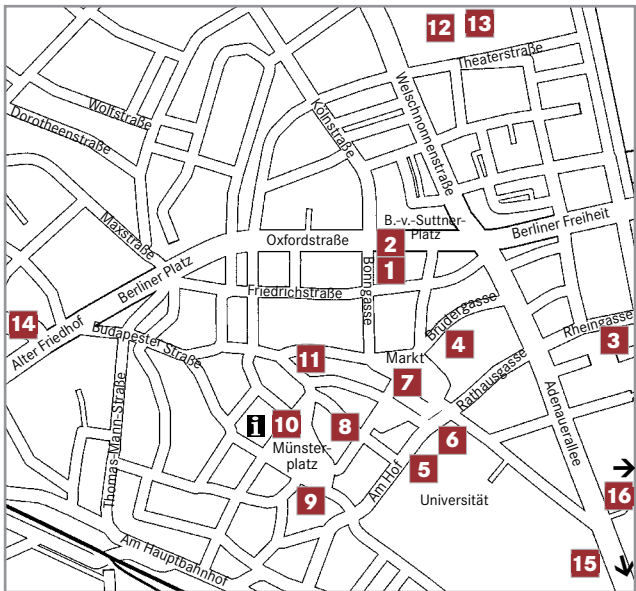 12
13
Theaterstraße
Wolfstraße
Dorotheenstraße
Kölnstraße
Welschnonnenstraße
Maxstraße
B.-v.-Suttner-
Platz
Berliner Freiheit
Oxfordstraße
2
1
Berliner Platz
Bonngasse
Friedrichstraße
14
Alter Friedhof
Budapester Straße
Brüdergasse
Rheingasse
3
4
11
Markt
7
Rathausgasse
Adenauerallee
Thomas-Mann-Straße
i
10
8
Münster-
platz
6
Am Hof
5
16
9
Universität
Am Hauptbahnhof
15